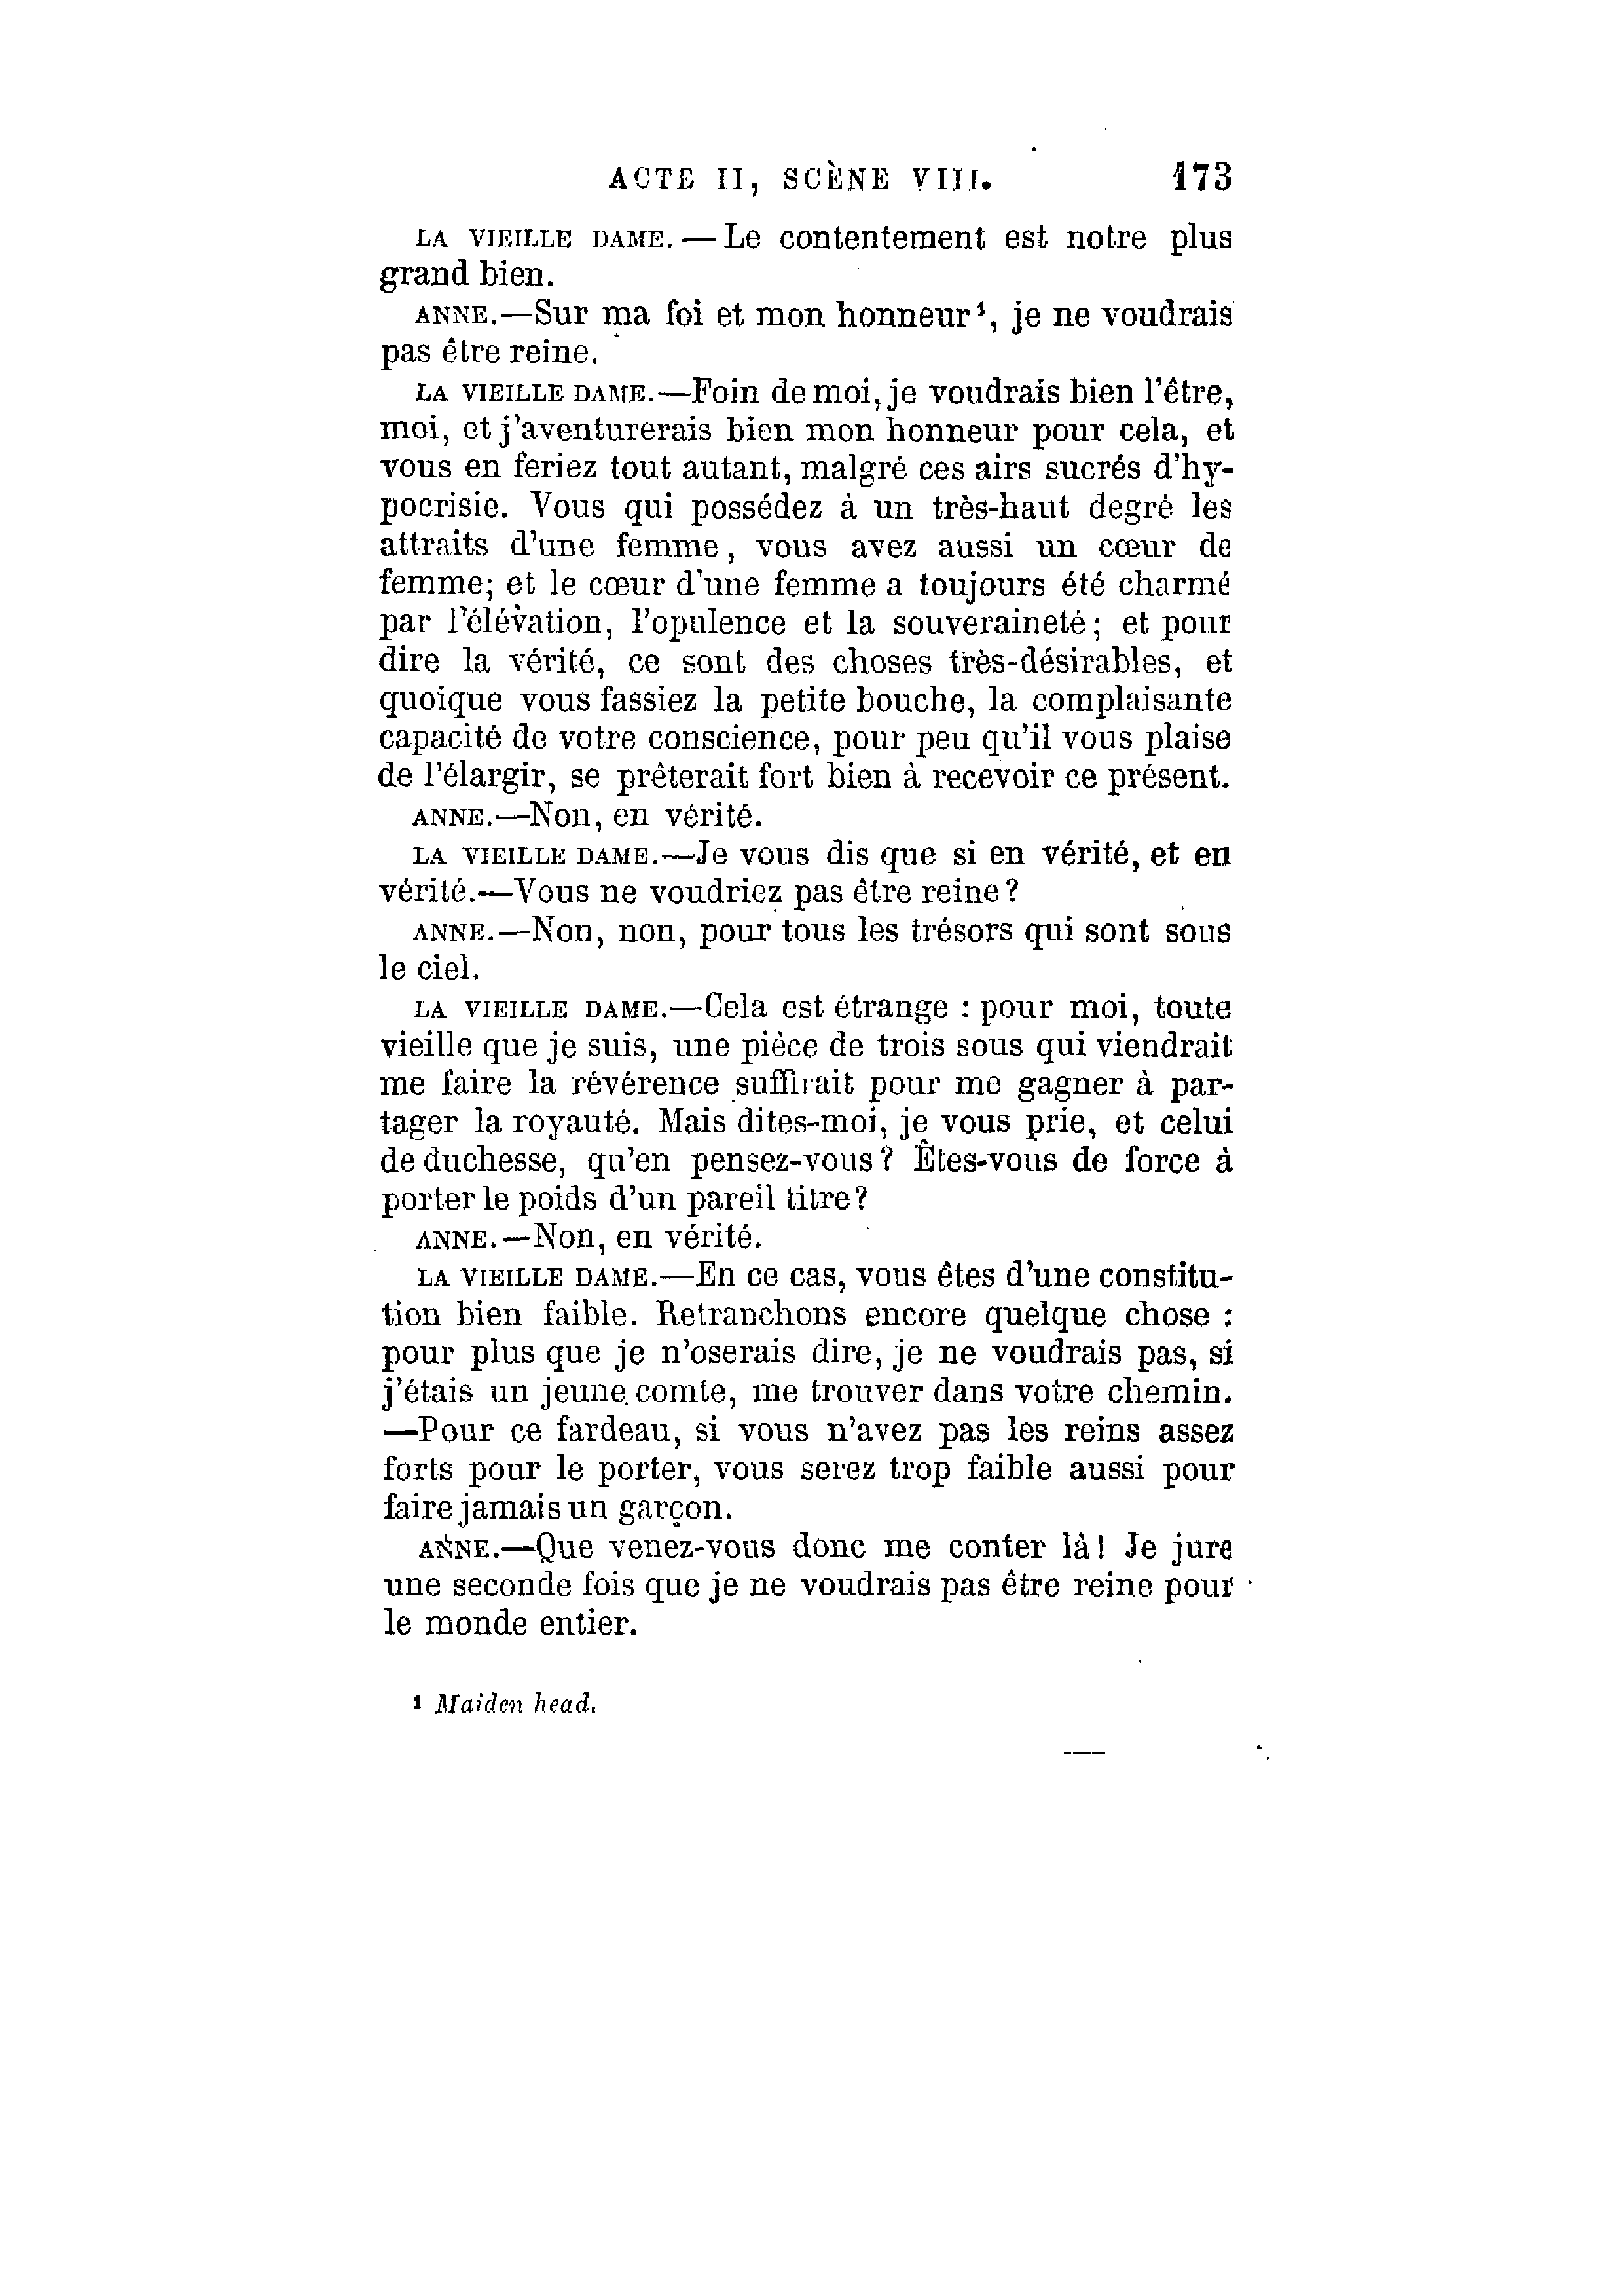 ACTE II, SCÈNE VIII. 173
LA VIEILLE DAME. — Le contentement est notre plus
grand bien.
ANNE.—Sur ma foi et mon honneur¹, je ne voudrais
pas être reine.
LA VIEILLE DAME.—Foin de moi, je voudrais bien l'être,
moi, et j'aventurerais bien mon honneur pour cela, et
vous en feriez tout autant, malgré ces airs sucrés d'hy-
pocrisie. Vous qui possédez à un très-haut degré les
attraits d'une femme, vous avez aussi un cœur de
femme; et le cœur d'une femme a toujours été charmé
par l'élévation, l'opulence et la souveraineté; et pour
dire la vérité, ce sont des choses très-désirables, et
quoique vous fassiez la petite bouche, la complaisante
capacité de votre conscience, pour peu qu'il vous plaise
de l'élargir, se prêterait fort bien à recevoir ce présent.
ANNE.—Non, en vérité.
LA VIEILLE DAME.—Je vous dis que si en vérité, et en
vérité.—Vous ne voudriez pas être reine?
ANNE.—Non, non, pour tous les trésors qui sont sous
le ciel.
LA VIEILLE DAME.—Cela est étrange : pour moi, toute
vieille que je suis, une pièce de trois sous qui viendrait
me faire la révérence suffirait pour me gagner à par-
tager la royauté. Mais dites-moi, je vous prie, et celui
de duchesse, qu'en pensez-vous? Êtes-vous de force à
porter le poids d'un pareil titre?
ANNE.—Non, en vérité.
LA VIEILLE DAME.—En ce cas, vous êtes d'une constitu-
tion bien faible. Retranchons encore quelque chose :
pour plus que je n'oserais dire, je ne voudrais pas, si
j'étais un jeune comte, me trouver dans votre chemin.
—Pour ce fardeau, si vous n'avez pas les reins assez
forts pour le porter, vous serez trop faible aussi pour
faire jamais un garçon.
ANNE.—Que venez-vous donc me conter là! Je jure
une seconde fois que je ne voudrais pas être reine pour
le monde entier.
¹ Maiden head.